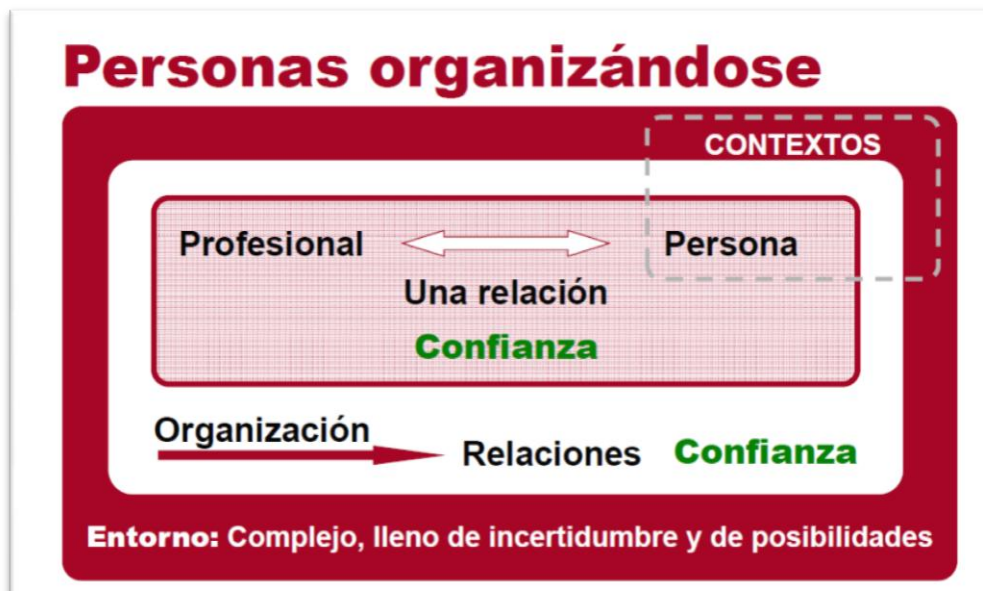 Personas organizándose
CONTEXTOS
Profesional
Persona
Una relación
Confianza
Organización
Relaciones
Confianza
Entorno: Complejo, lleno de incertidumbre y de posibilidades